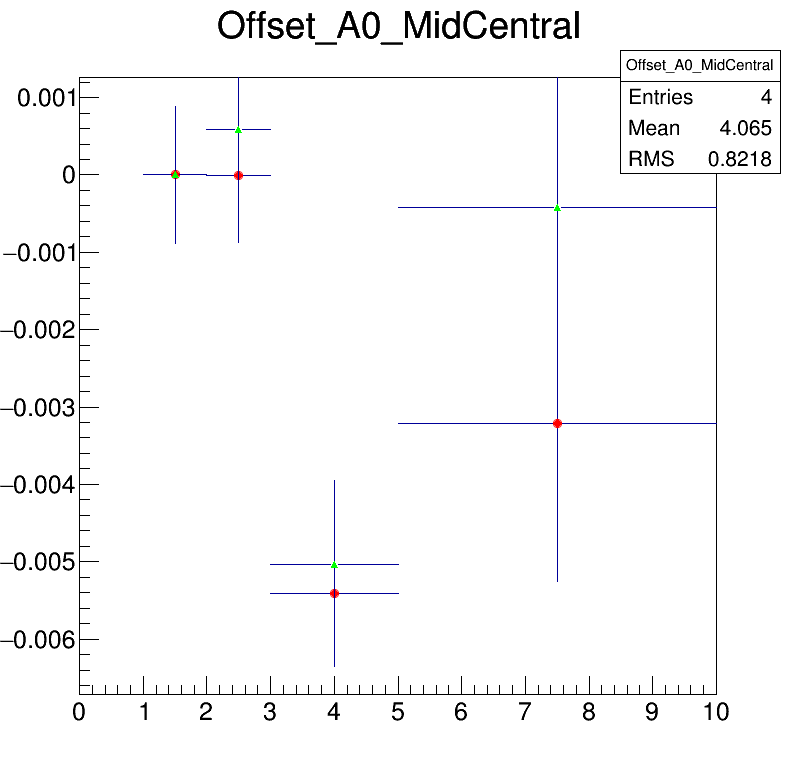 Offset_A0_MidCentral
Offset_A0_MidCentral
Entries 4
Mean 4.065
RMS 0.8218
0.001
0
−0.001
−0.002
−0.003
−0.004
−0.005
−0.006
0 1 2 3 4 5 6 7 8 9 10